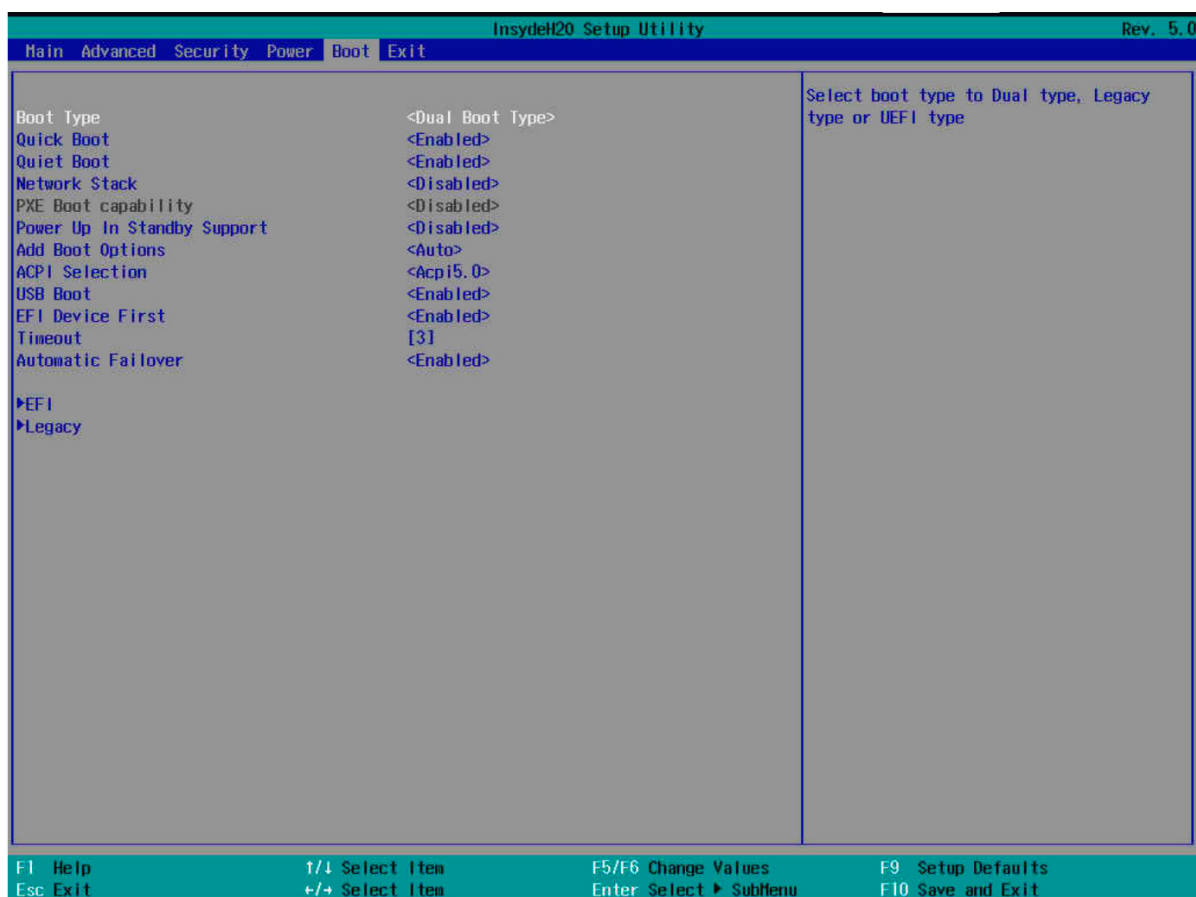 InsydeH20 Setup Utility Rev. 5.0
Main Advanced Security Power Boot Exit
Select boot type to Dual type, Legacy
Boot Type <Dual Boot Type> type or UEFI type
Quick Boot <Enabled>
Quiet Boot <Enabled>
Network Stack <Disabled>
PXE Boot capability <Disabled>
Power Up In Standby Support <Disabled>
Add Boot Options <Auto>
ACPI Selection <Acpi5.0>
USB Boot <Enabled>
EFI Device First <Enabled>
Timeout [3]
Automatic Failover <Enabled>
▶EFI
▶Legacy
F1 Help ↑/↓ Select Item F5/F6 Change Values F9 Setup Defaults
Esc Exit ←/→ Select Item Enter Select ▶ SubMenu F10 Save and Exit